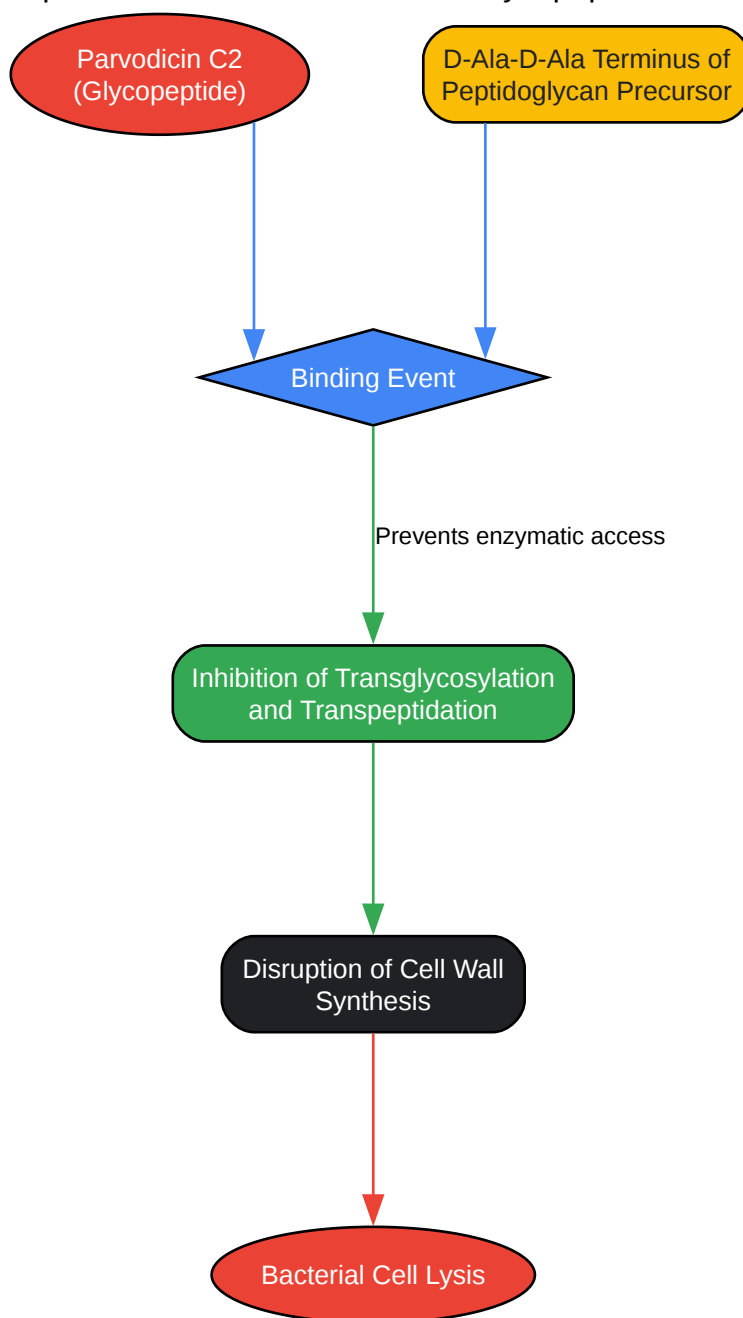 Parvodicin C2
(Glycopeptide)
D-Ala-D-Ala Terminus of
Peptidoglycan Precursor
Binding Event
Prevents enzymatic access
Inhibition of Transglycosylation
and Transpeptidation
Disruption of Cell Wall
Synthesis
Bacterial Cell Lysis